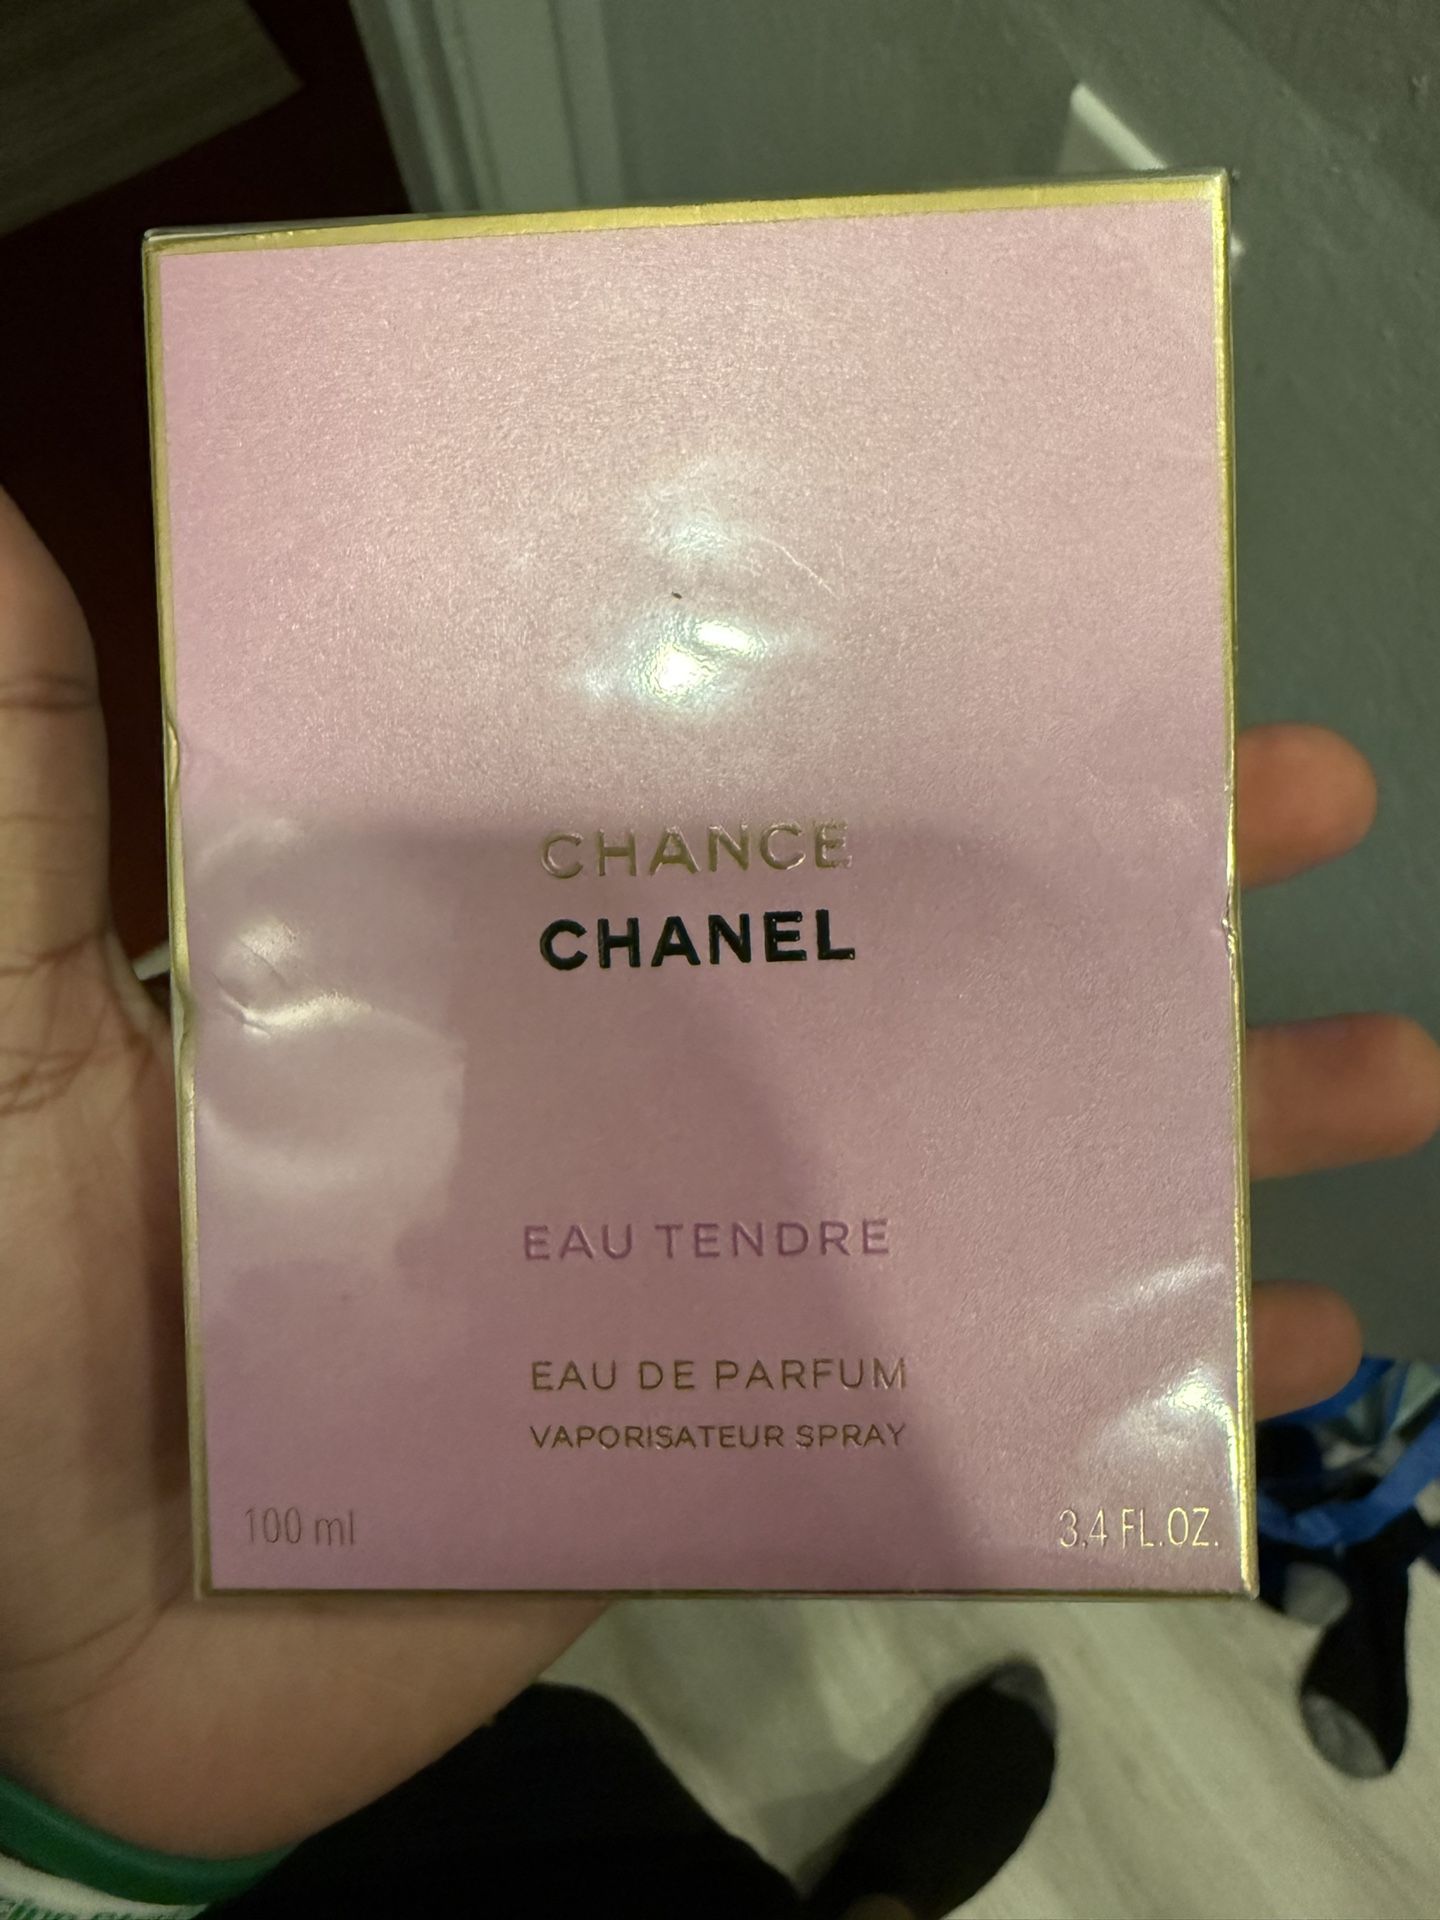 CHANCE
CHANEL
EAU TENDRE
EAU DE PARFUM
VAPORISATEUR SPRAY
100 ml
3.4 FL.OZ.